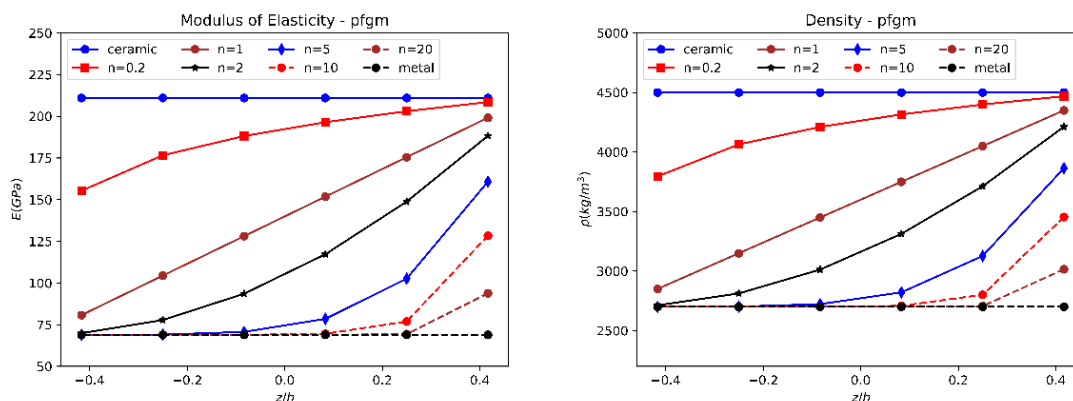 Modulus of Elasticity - pfgm
250
225
200
175
150
125
100
75
50
E(GPa)
ceramic
n=0.2
n=1
n=2
n=5
n=10
n=20
metal
−0.4
−0.2
0.0
0.2
0.4
z/h
Density - pfgm
5000
4500
4000
3500
3000
2500
ρ(kg/m³)
ceramic
n=0.2
n=1
n=2
n=5
n=10
n=20
metal
−0.4
−0.2
0.0
0.2
0.4
z/h